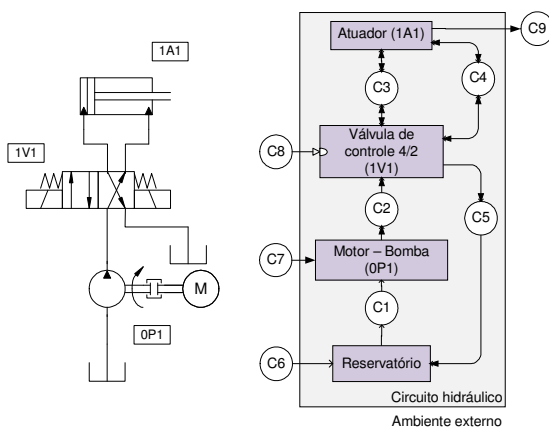 1A1
1V1
M
0P1
Atuador (1A1)
C9
C3
C4
C8
Válvula de
controle 4/2
(1V1)
C2
C5
C7
Motor – Bomba
(0P1)
C1
C6
Reservatório
Circuito hidráulico
Ambiente externo